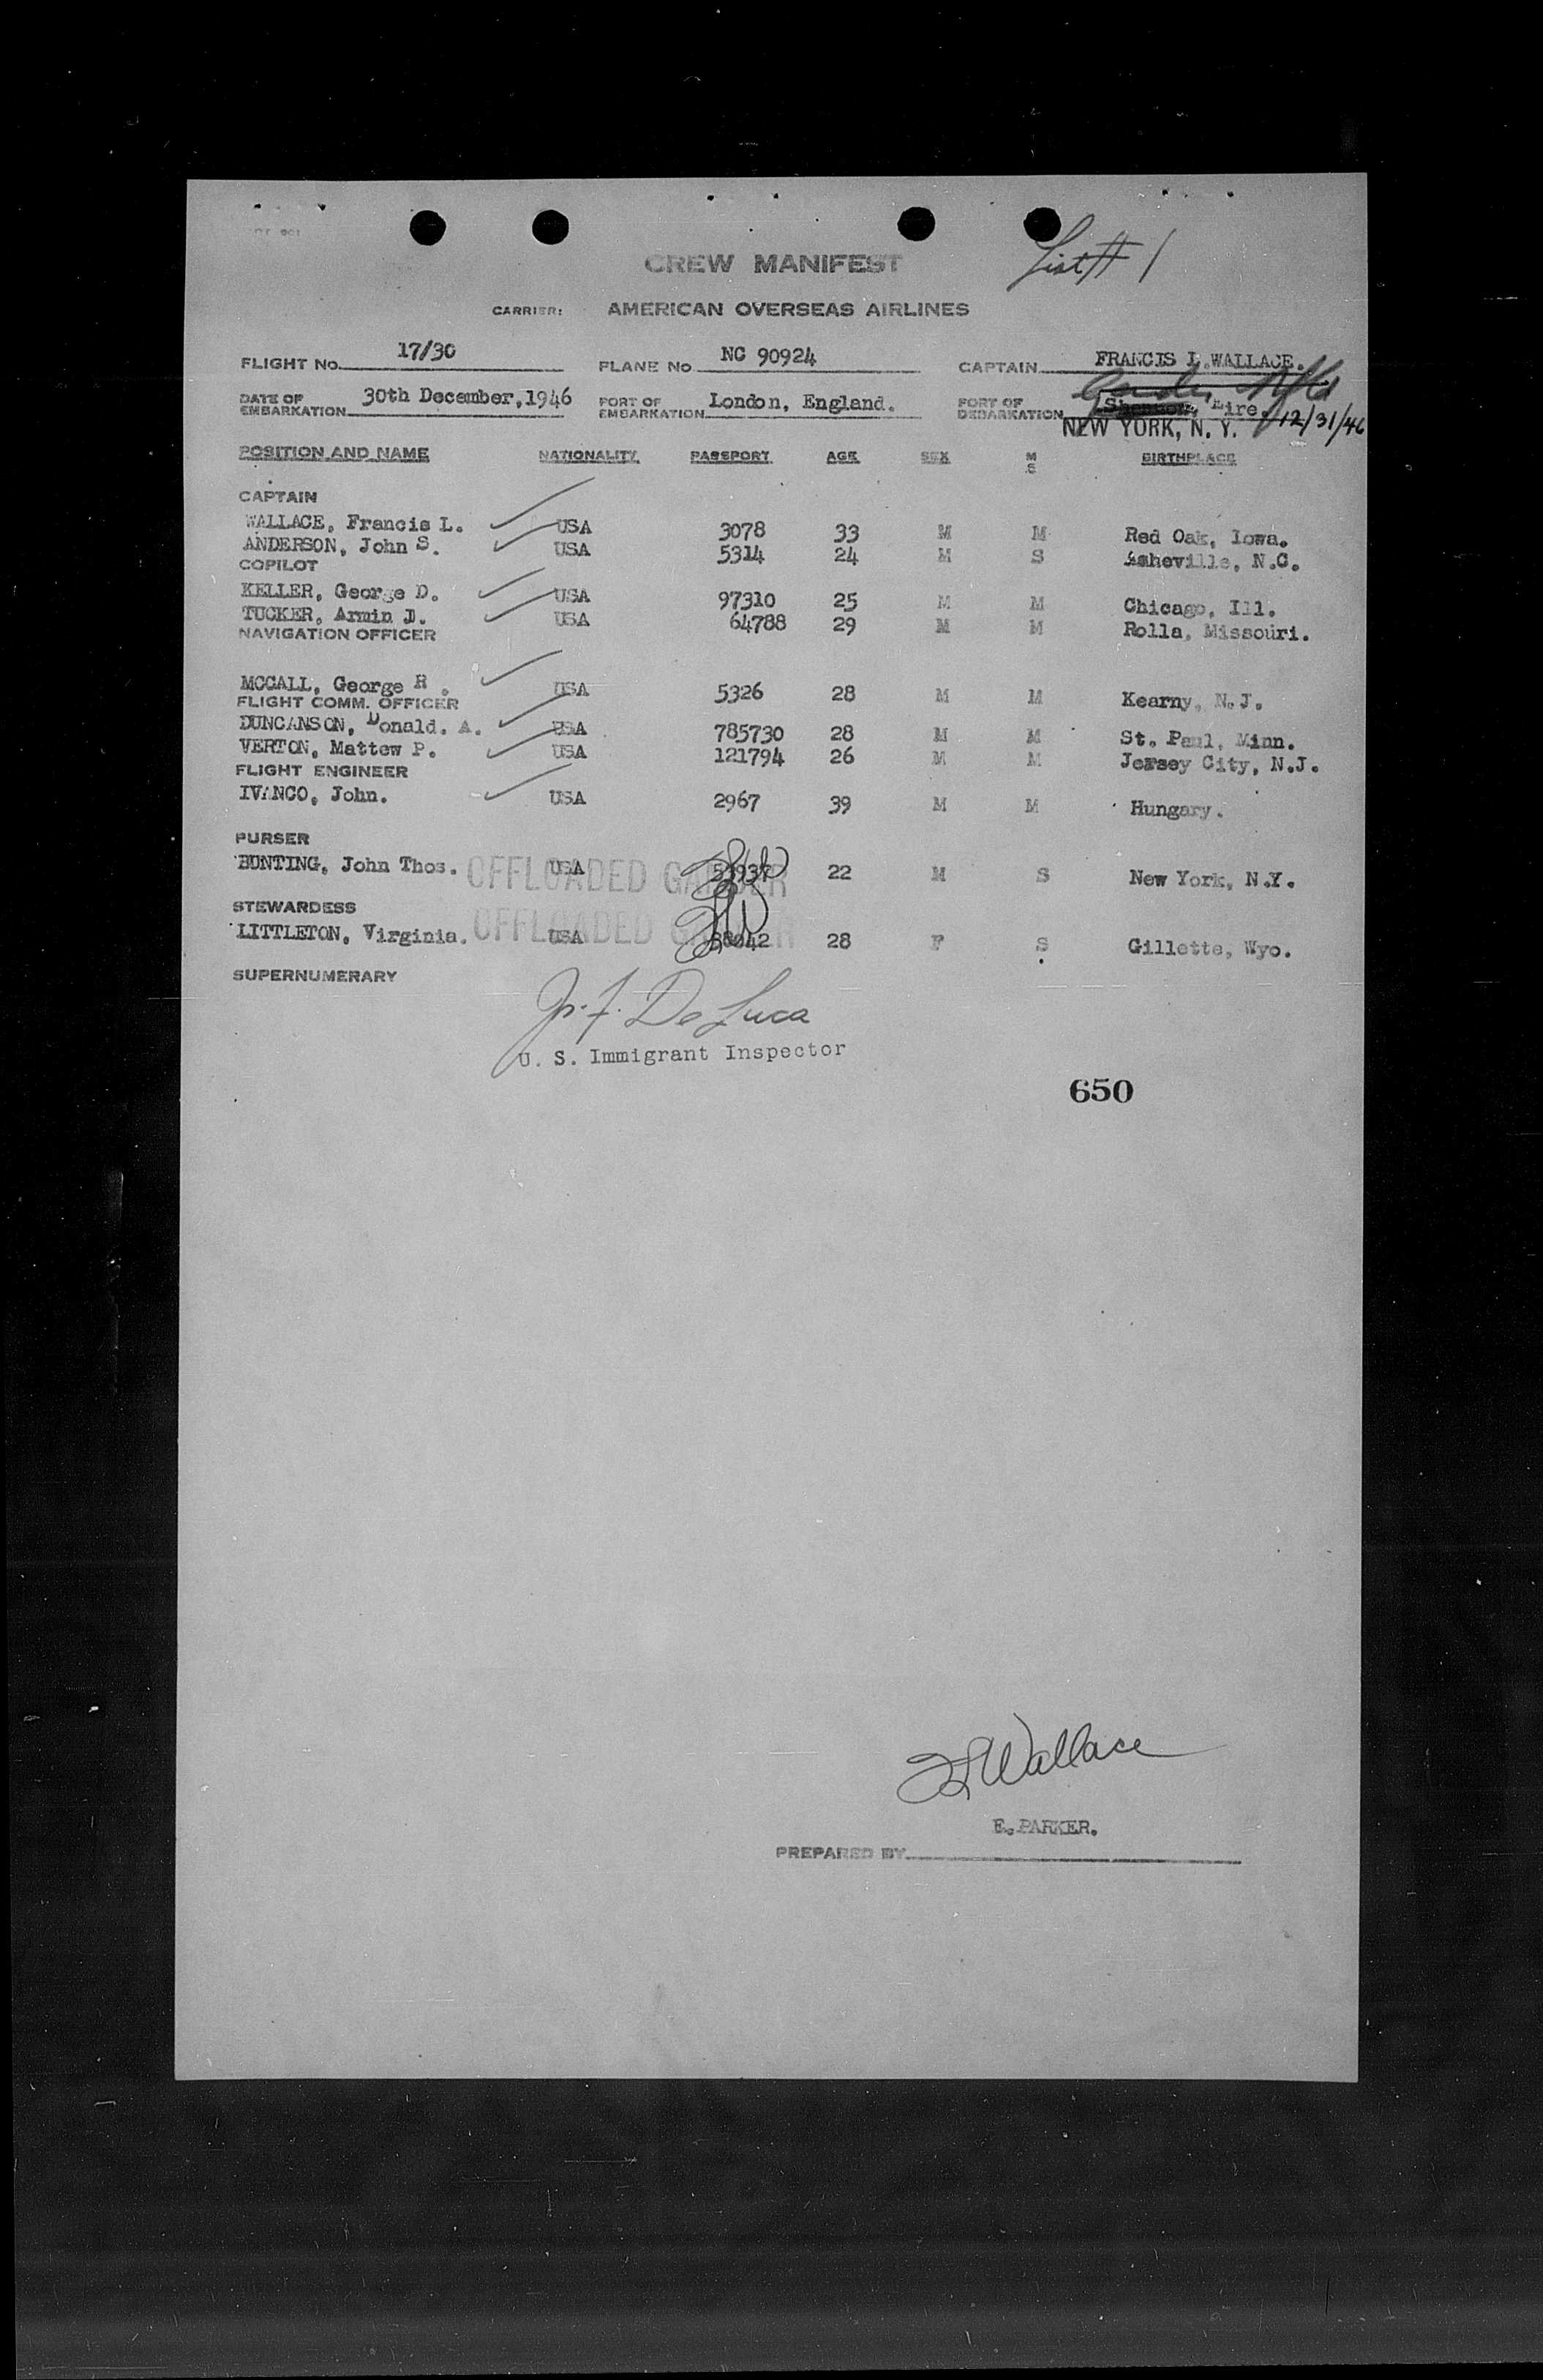 List # 1
CREW MANIFEST
CARRIER: AMERICAN OVERSEAS AIRLINES
FLIGHT No. 17/30 PLANE No. NC 90924 CAPTAIN FRANCIS L.WALLACE.
DATE OF EMBARKATION 30th December,1946 PORT OF EMBARKATION London, England. PORT OF DEBARKATION Shannon, Eire.
NEW YORK, N. Y. 12/31/46
POSITION AND NAME NATIONALITY PASSPORT AGE SEX M S BIRTHPLACE
CAPTAIN
WALLACE, Francis L. USA 3078 33 M M Red Oak, Iowa.
ANDERSON, John S. USA 5314 24 M S Asheville, N.C.
COPILOT
KELLER, George D. USA 97310 25 M M Chicago, Ill.
TUCKER, Armin J. USA 64788 29 M M Rolla, Missouri.
NAVIGATION OFFICER
MCCALL, George R . USA 5326 28 M M Kearny, N.J.
FLIGHT COMM. OFFICER
DUNCANSON, Donald. A. USA 785730 28 M M St. Paul, Minn.
VERTON, Mattew P. USA 121794 26 M M Jersey City, N.J.
FLIGHT ENGINEER
IVANCO, John. USA 2967 39 M M Hungary.
PURSER
BUNTING, John Thos. USA 22 M S New York, N.Y.
OFFLOADED GANDER
STEWARDESS
LITTLETON, Virginia. USA 28 F S Gillette, Wyo.
OFFLOADED GANDER
SUPERNUMERARY
De Luca
U. S. Immigrant Inspector
650
Wallace
E. PARKER.
PREPARED BY